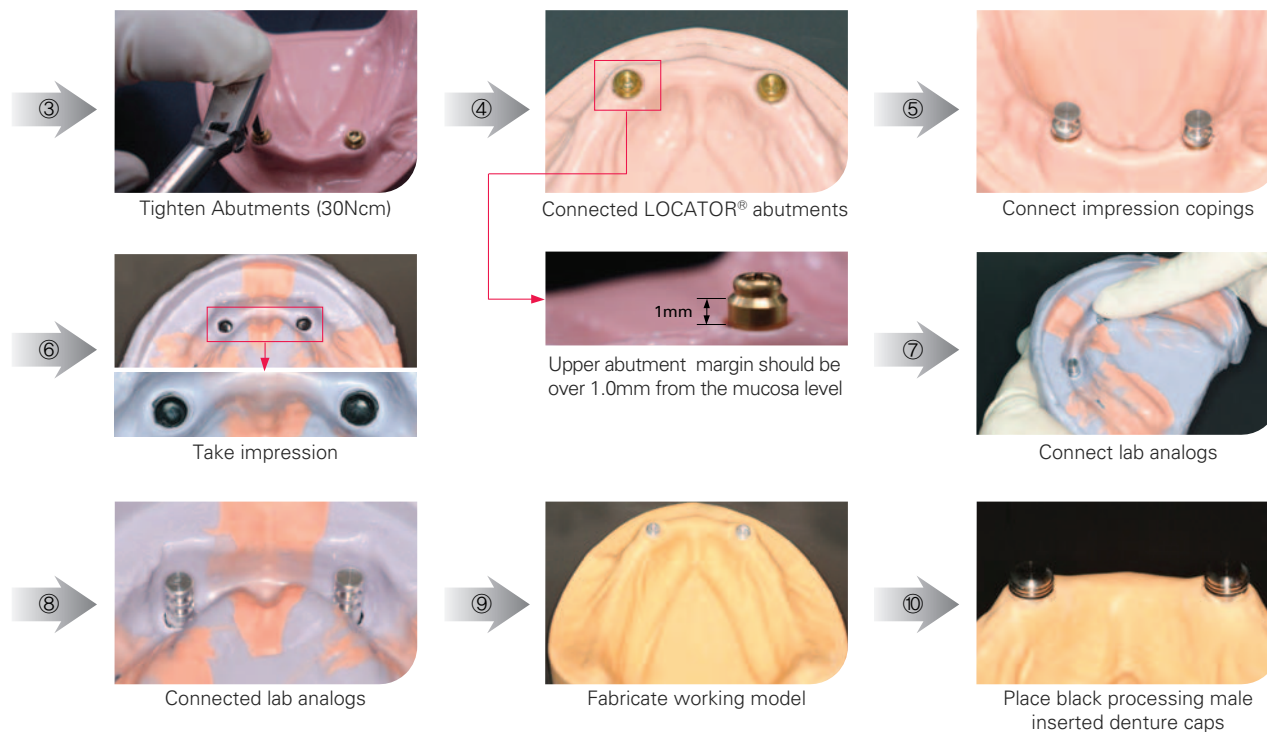 ③
Tighten Abutments (30Ncm)
④
Connected LOCATOR® abutments
⑤
Connect impression copings
⑥
Take impression
1mm
Upper abutment margin should be
over 1.0mm from the mucosa level
⑦
Connect lab analogs
⑧
Connected lab analogs
⑨
Fabricate working model
⑩
Place black processing male
inserted denture caps